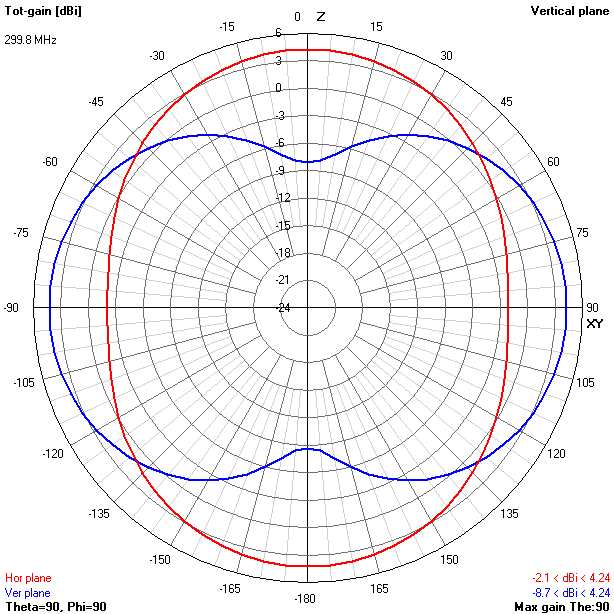 Tot-gain [dBi]
Vertical plane
299.8 MHz
0 Z
-15 15
6
-30 30
3
0
-45 45
-3
-6
-60 60
-9
-12
-15
-75 75
-18
-21
-90 -24 90
XY
-105 105
-120 120
-135 135
-150 150
-165 165
-180
Hor plane
-2.1 < dBi < 4.24
Ver plane
-8.7 < dBi < 4.24
Theta=90, Phi=90
Max gain The:90